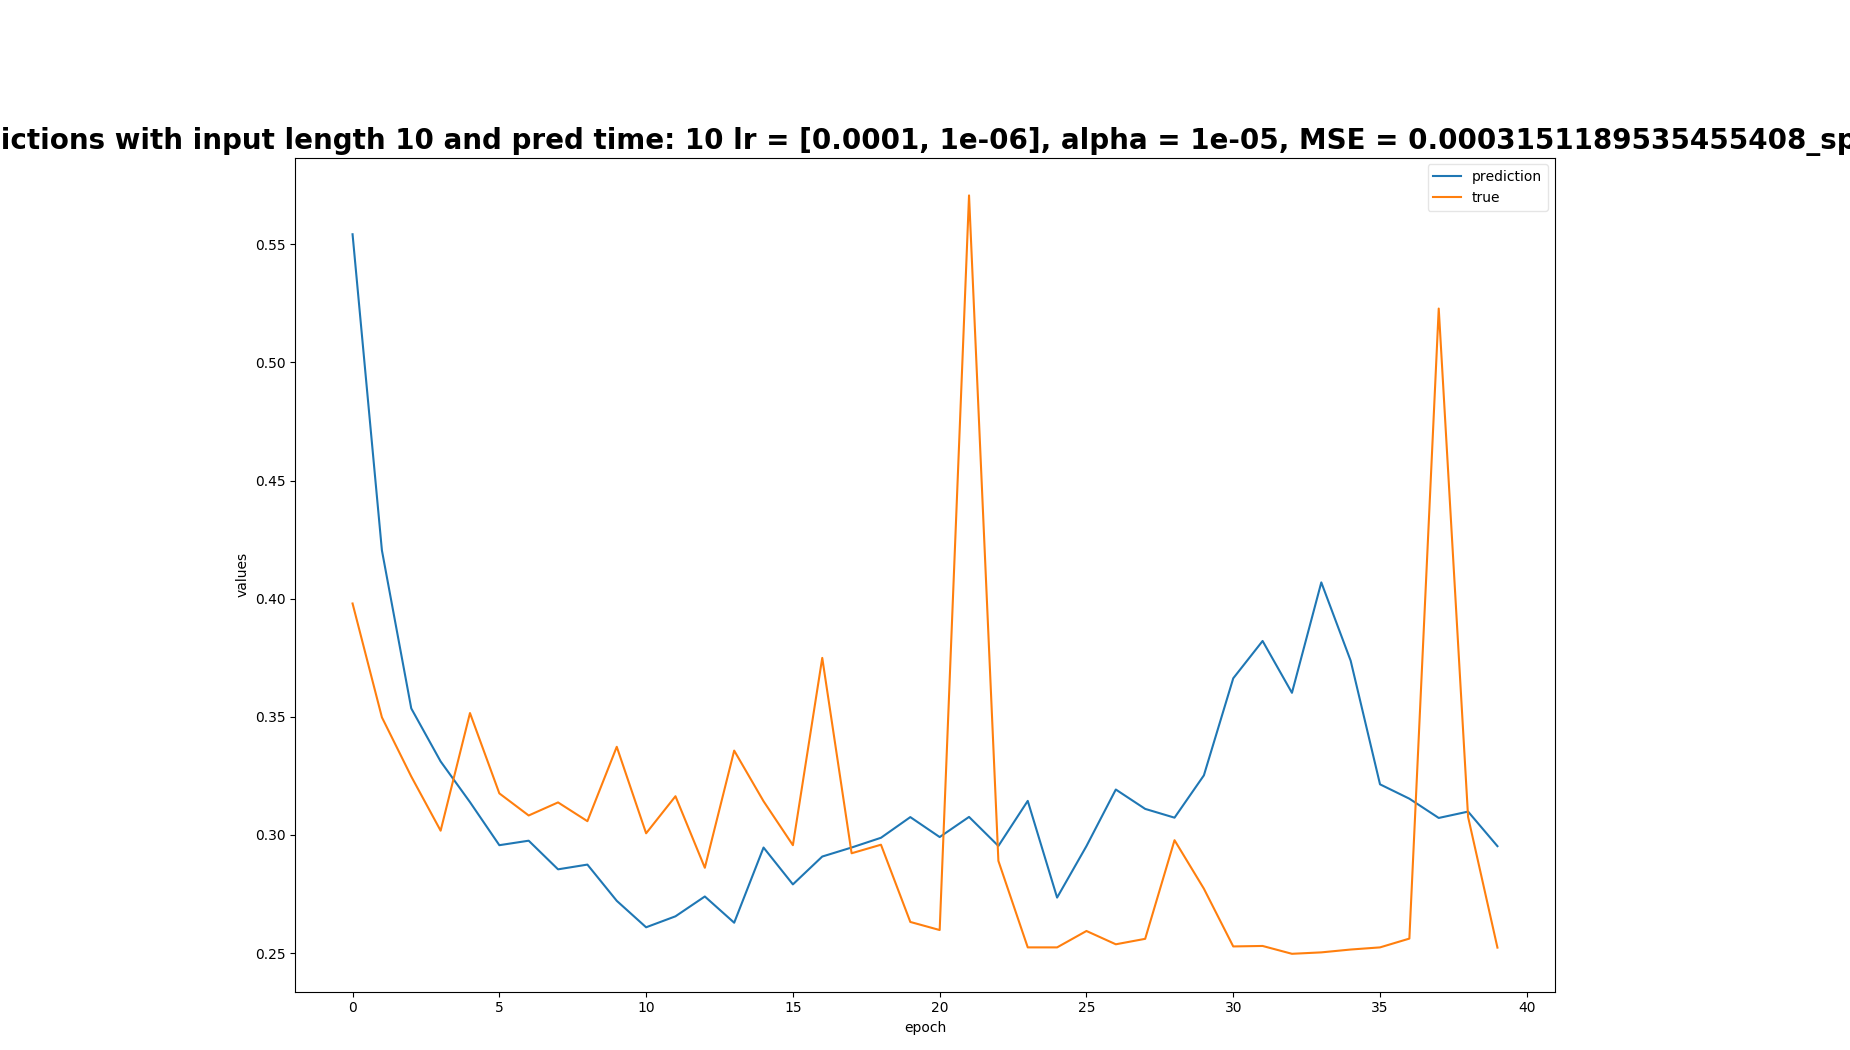 ictions with input length 10 and pred time: 10 lr = [0.0001, 1e-06], alpha = 1e-05, MSE = 0.0003151189535455408_sp
prediction
true
values
0.55
0.50
0.45
0.40
0.35
0.30
0.25
0 5 10 15 20 25 30 35 40
epoch